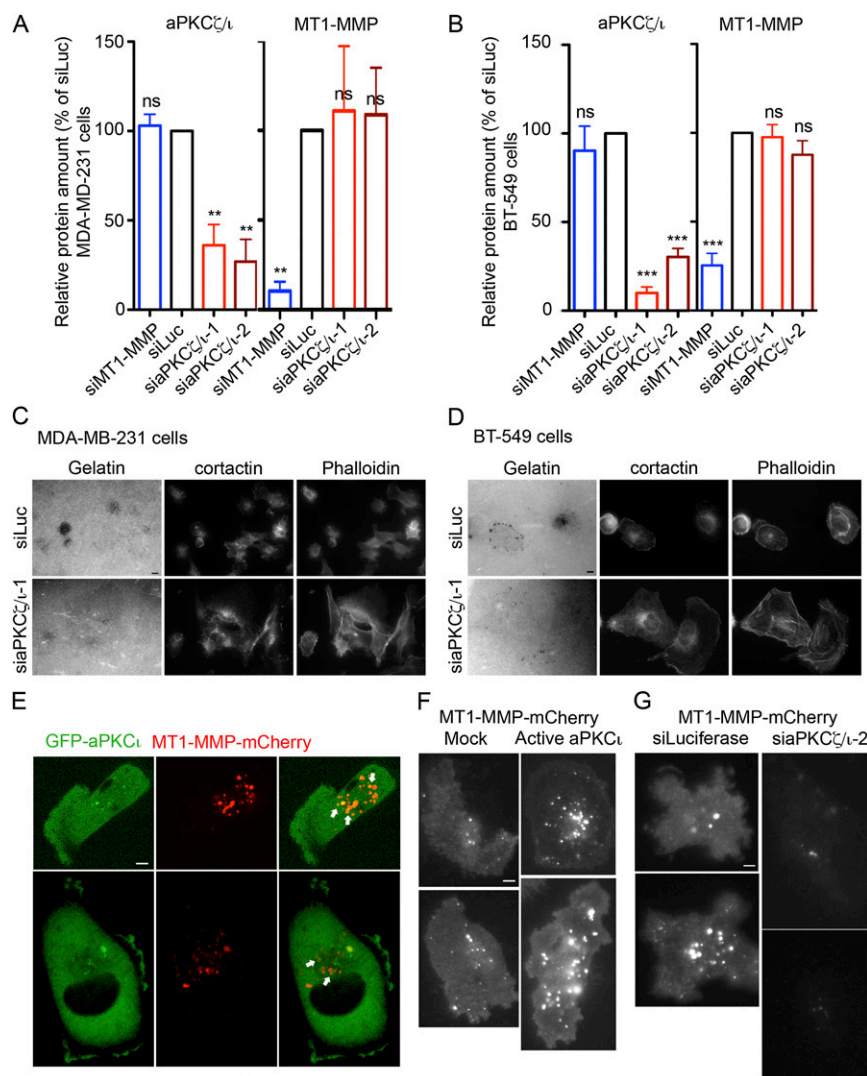 A
aPKCζ/ι
MT1-MMP
Relative protein amount (% of siLuc)
MDA-MD-231 cells
150
100
50
0
ns
**
**
**
ns
ns
siMT1-MMP
siLuc
siaPKCζ/ι-1
siaPKCζ/ι-2
siMT1-MMP
siLuc
siaPKCζ/ι-1
siaPKCζ/ι-2
B
aPKCζ/ι
MT1-MMP
Relative protein amount (% of siLuc)
BT-549 cells
150
100
50
0
ns
***
***
***
ns
ns
siMT1-MMP
siLuc
siaPKCζ/ι-1
siaPKCζ/ι-2
siMT1-MMP
siLuc
siaPKCζ/ι-1
siaPKCζ/ι-2
C
MDA-MB-231 cells
Gelatin cortactin Phalloidin
siLuc
siaPKCζ/ι-1
D
BT-549 cells
Gelatin cortactin Phalloidin
siLuc
siaPKCζ/ι-1
E
GFP-aPKCι MT1-MMP-mCherry
F
MT1-MMP-mCherry
Mock Active aPKCι
G
MT1-MMP-mCherry
siLuciferase siaPKCζ/ι-2